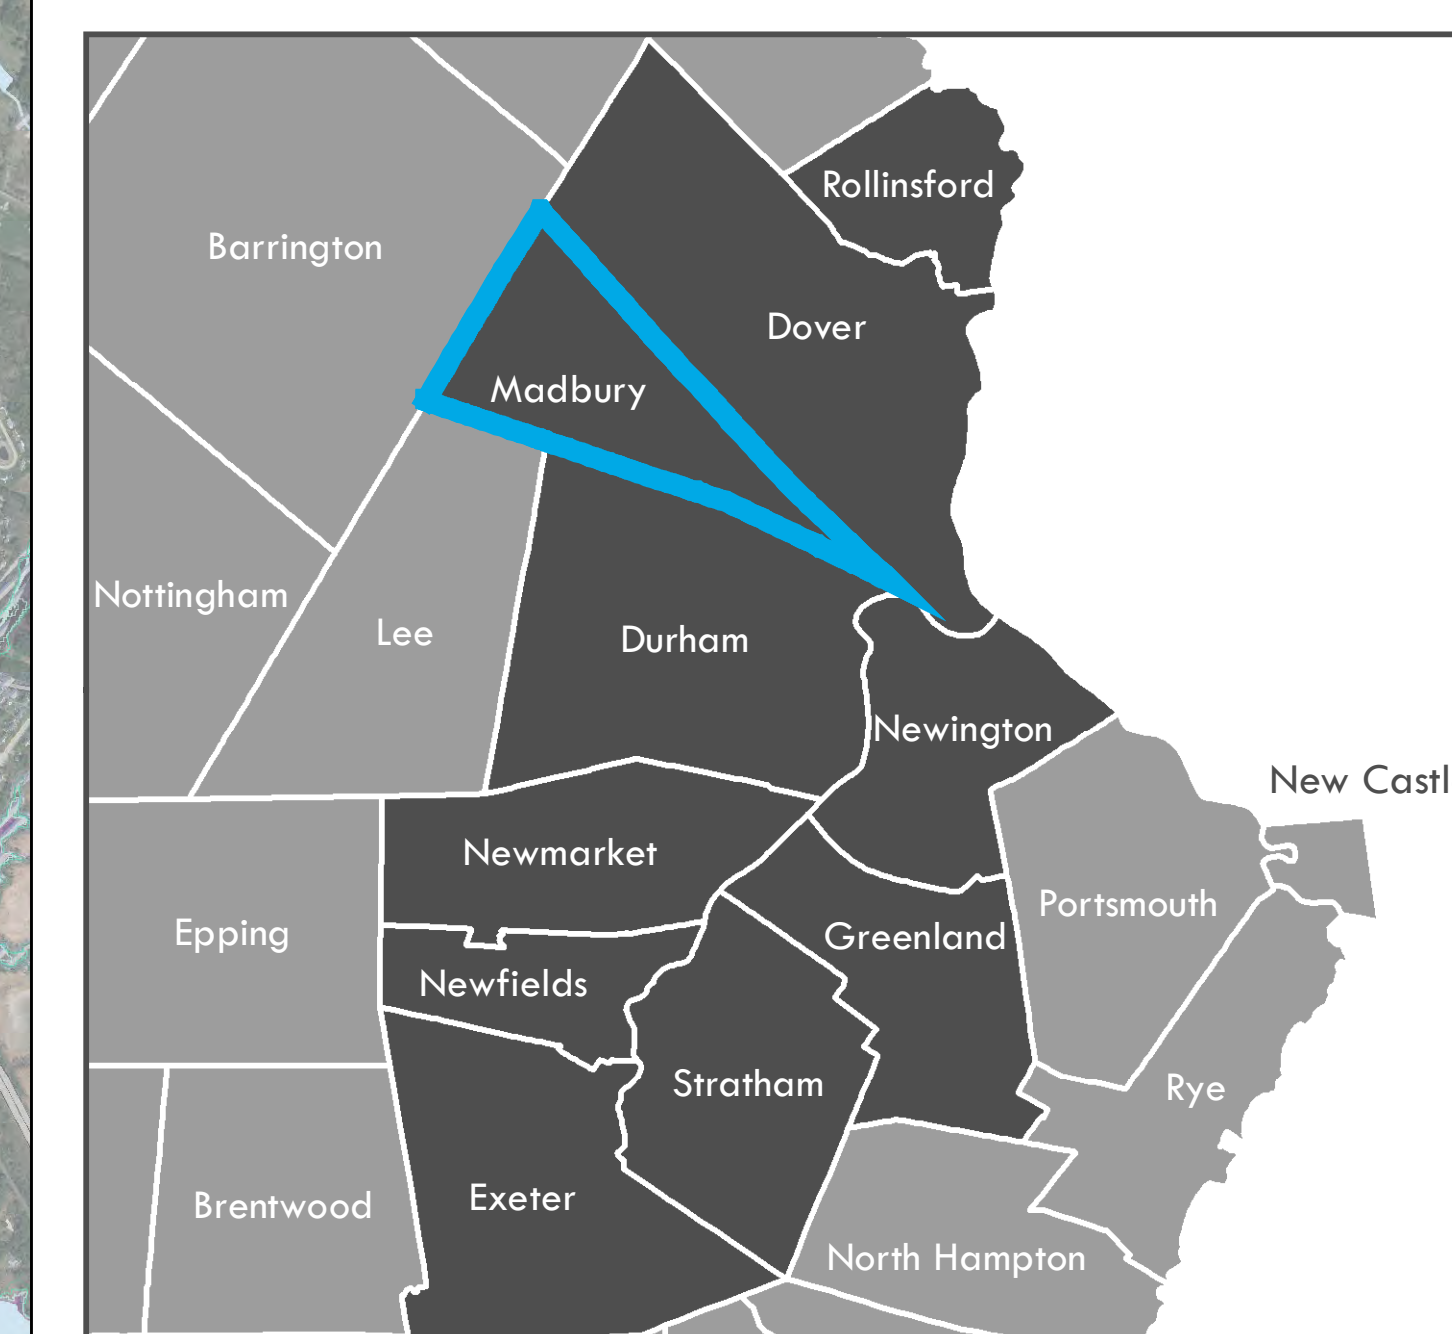 Rollinsford
Barrington
Dover
Madbury
Nottingham
Lee
Durham
Newington
New Castl
Newmarket
Portsmouth
Epping
Greenland
Newfields
Stratham
Rye
Exeter
Brentwood
North Hampton